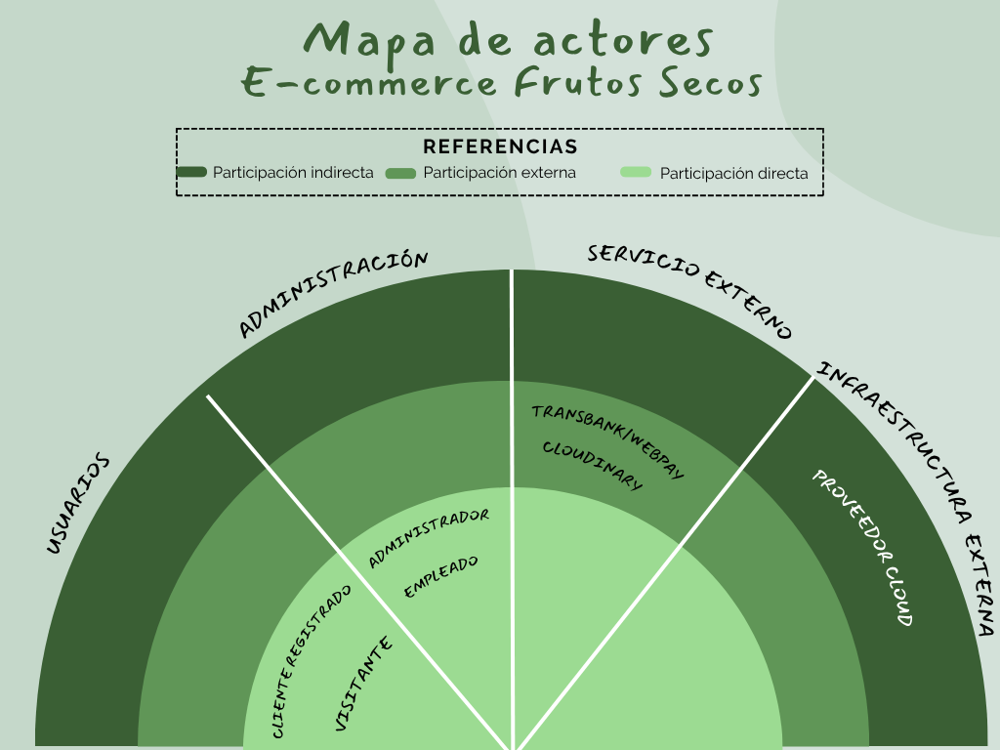 Mapa de actores
E-commerce Frutos Secos
REFERENCIAS
Participación indirecta
Participación externa
Participación directa
USUARIOS
ADMINISTRACIÓN
SERVICIO EXTERNO
INFRAESTRUCTURA EXTERNA
CLIENTE REGISTRADO
VISITANTE
ADMINISTRADOR
EMPLEADO
TRANSBANK/WEBPAY
CLOUDINARY
PROVEEDOR CLOUD